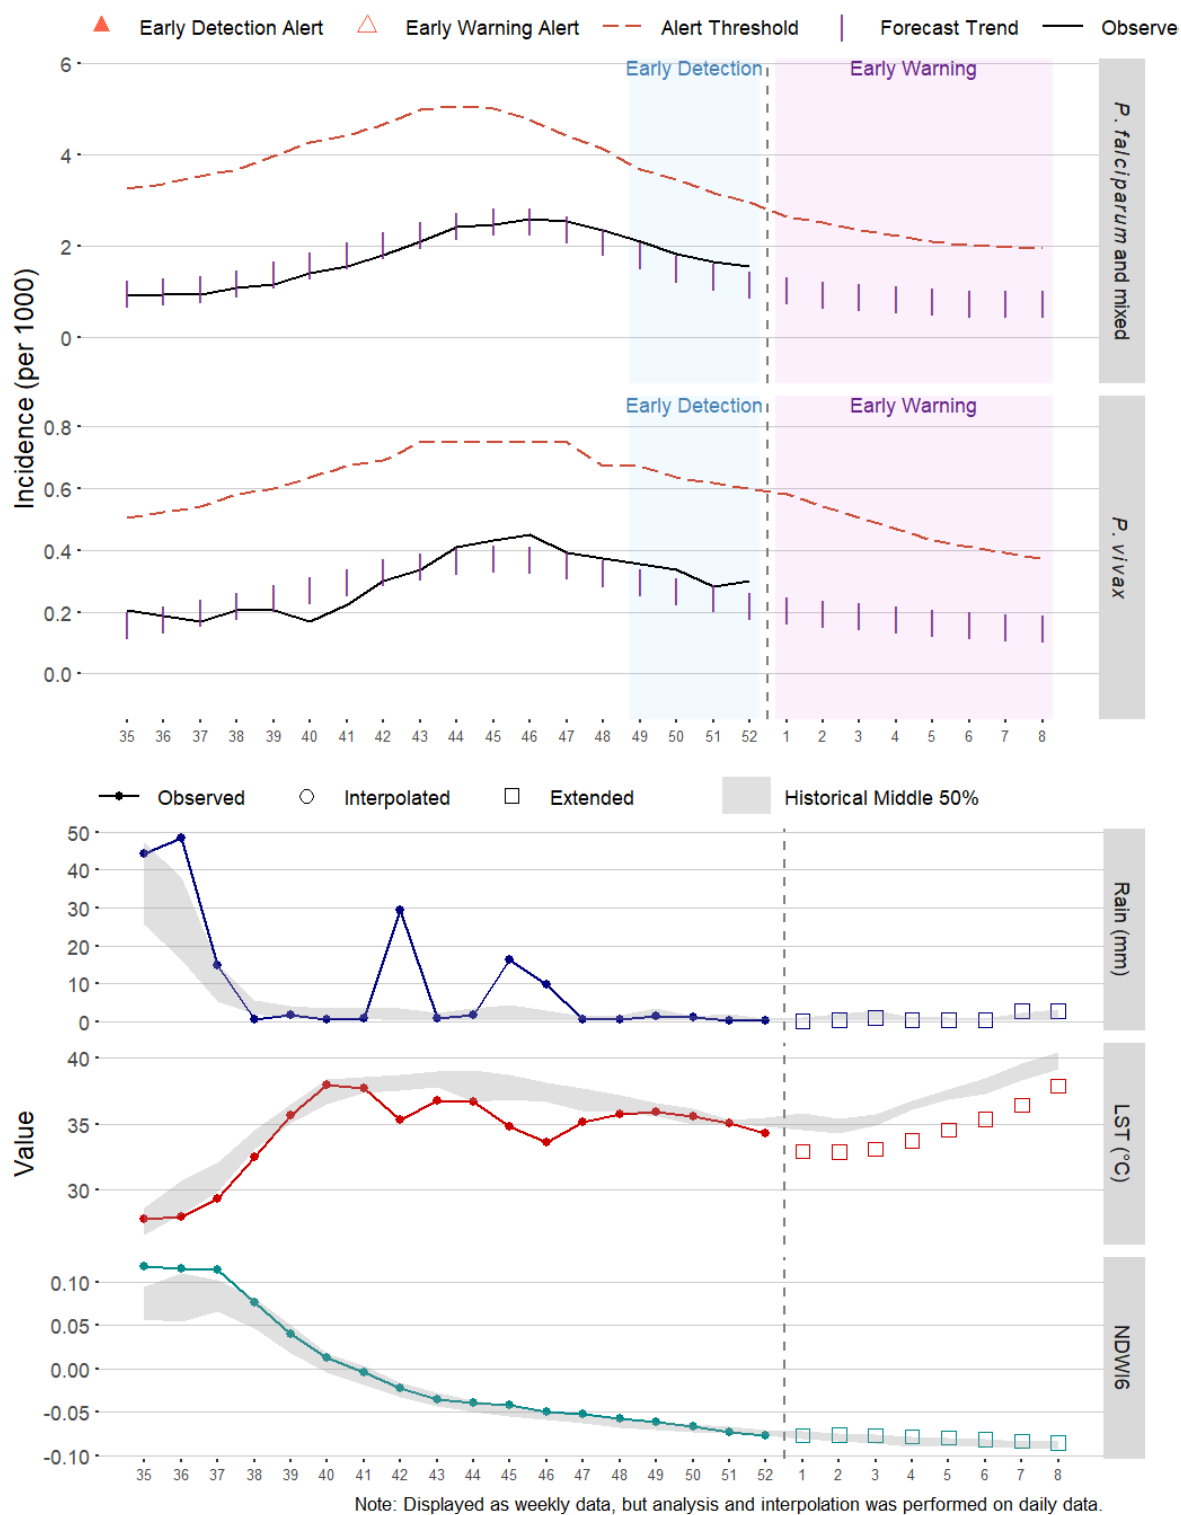 Early Detection Alert Early Warning Alert Alert Threshold Forecast Trend Observe
6
4
2
0
Early Detection Early Warning
P. falciparum and mixed
Incidence (per 1000)
0.8
0.6
0.4
0.2
0.0
Early Detection Early Warning
P. vivax
35 36 37 38 39 40 41 42 43 44 45 46 47 48 49 50 51 52 1 2 3 4 5 6 7 8
Observed Interpolated Extended Historical Middle 50%
50
40
30
20
10
0
Rain (mm)
Value
40
35
30
LST (°C)
0.10
0.05
0.00
-0.05
-0.10
NDWI6
35 36 37 38 39 40 41 42 43 44 45 46 47 48 49 50 51 52 1 2 3 4 5 6 7 8
Note: Displayed as weekly data, but analysis and interpolation was performed on daily data.